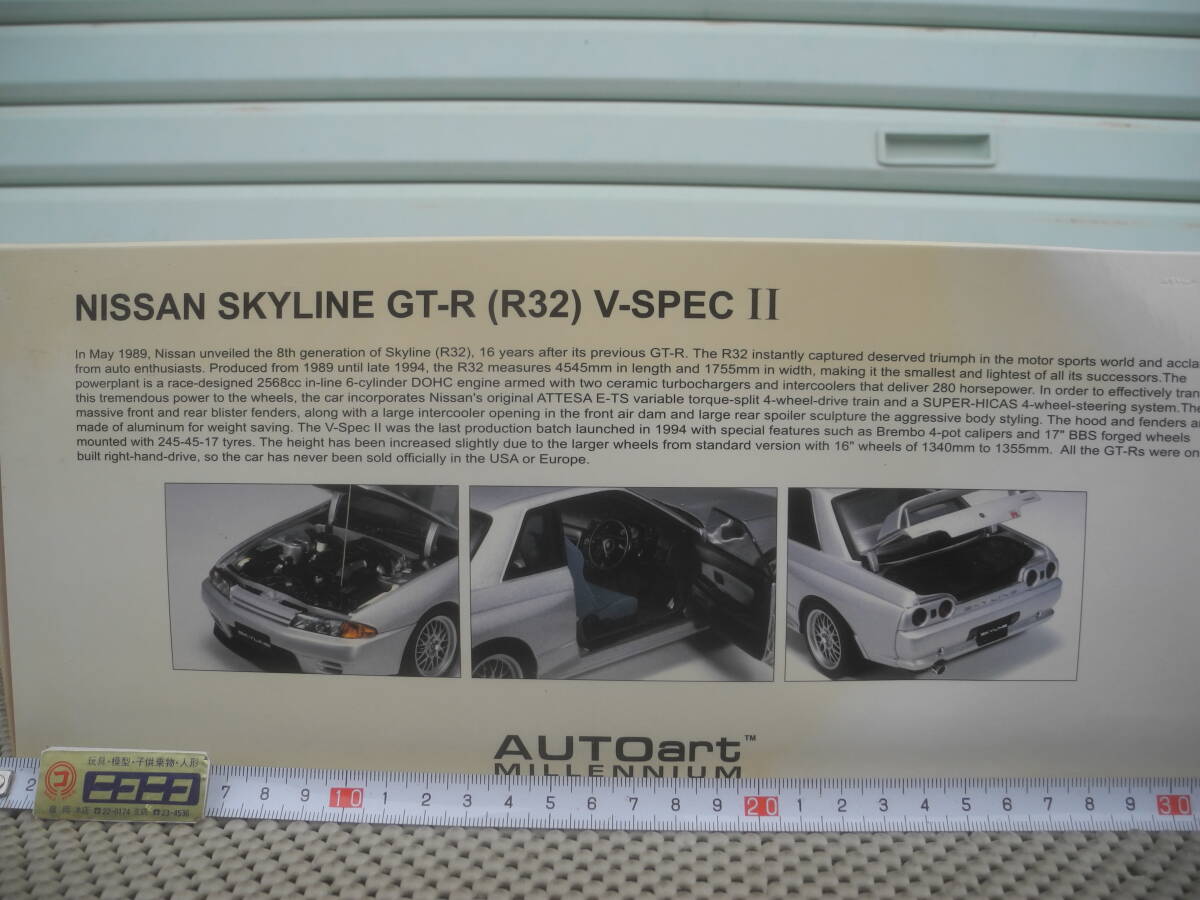 NISSAN SKYLINE GT-R (R32) V-SPEC II
In May 1989, Nissan unveiled the 8th generation of Skyline (R32), 16 years after its previous GT-R. The R32 instantly captured deserved triumph in the motor sports world and accla
from auto enthusiasts. Produced from 1989 until late 1994, the R32 measures 4545mm in length and 1755mm in width, making it the smallest and lightest of all its successors.The
powerplant is a race-designed 2568cc in-line 6-cylinder DOHC engine armed with two ceramic turbochargers and intercoolers that deliver 280 horsepower. In order to effectively tran
this tremendous power to the wheels, the car incorporates Nissan's original ATTESA E-TS variable torque-split 4-wheel-drive train and a SUPER-HICAS 4-wheel-steering system.The
massive front and rear blister fenders, along with a large intercooler opening in the front air dam and large rear spoiler sculpture the aggressive body styling. The hood and fenders a
made of aluminum for weight saving. The V-Spec II was the last production batch launched in 1994 with special features such as Brembo 4-pot calipers and 17" BBS forged wheels
mounted with 245-45-17 tyres. The height has been increased slightly due to the larger wheels from standard version with 16" wheels of 1340mm to 1355mm. All the GT-Rs were on
built right-hand-drive, so the car has never been sold officially in the USA or Europe.
SKYLINE
SKYLINE
SKYLINE
AUTOart™
MILLENNIUM
玩具・模型・子供乗物・人形
コ ニコニコ
本店 ☎22-0174 支店 ☎23-4536
2 7 8 9 10 1 2 3 4 5 6 7 8 9 20 1 2 3 4 5 6 7 8 9 30